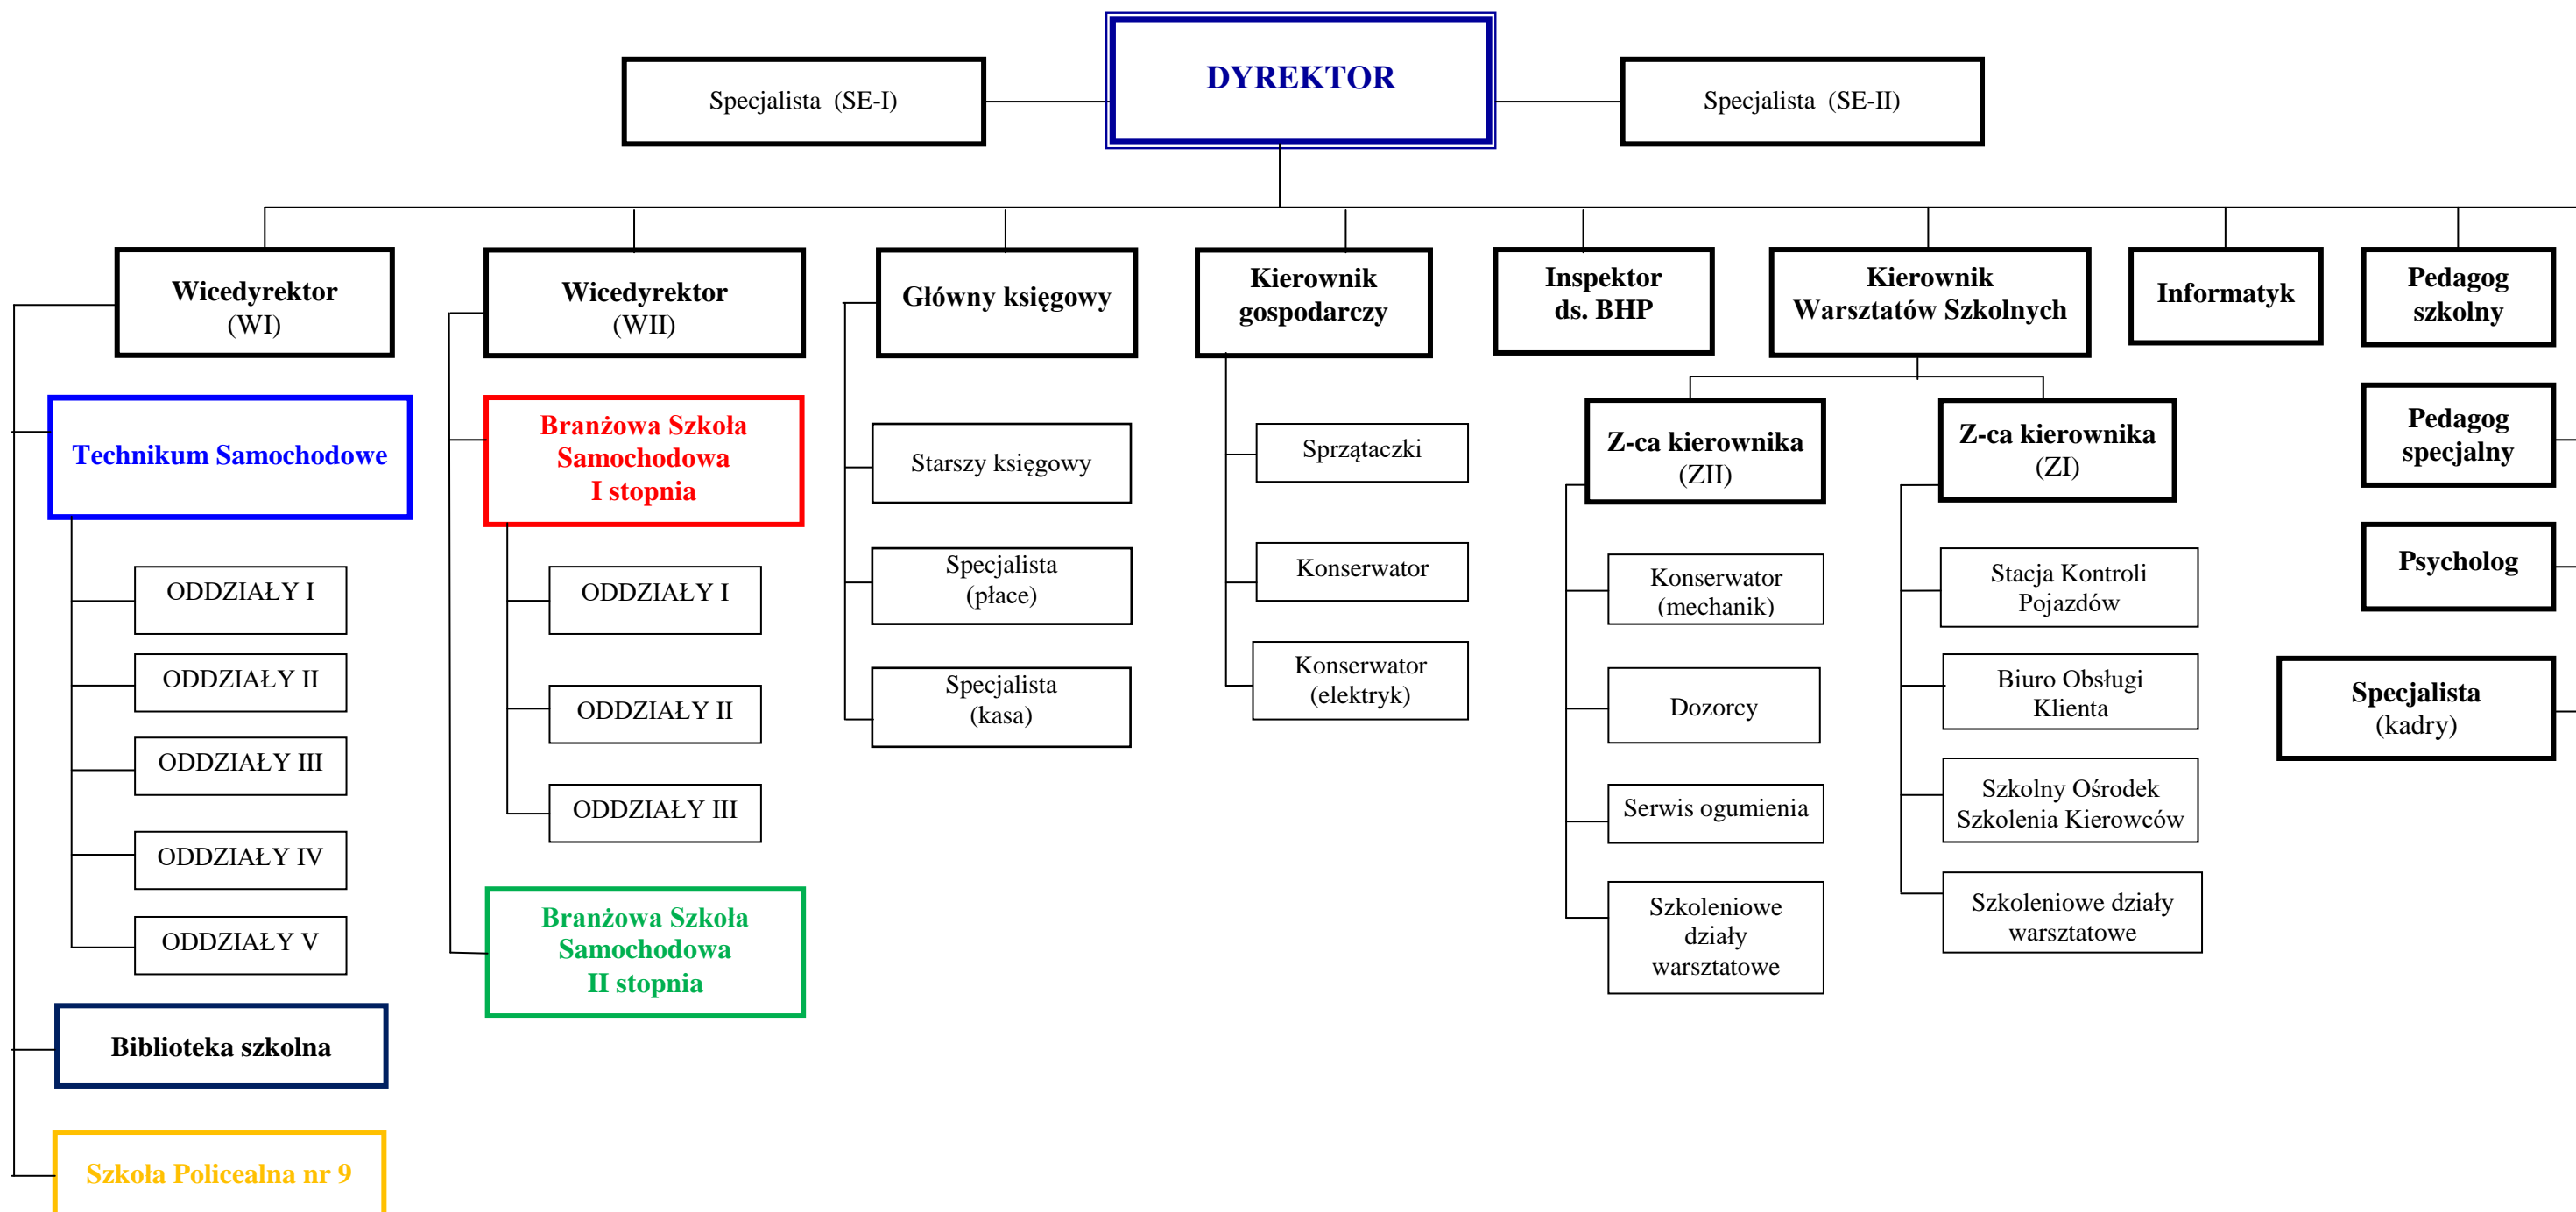 DYREKTOR
Specjalista (SE-I)
Specjalista (SE-II)
Wicedyrektor
(WI)
Wicedyrektor
(WII)
Główny księgowy
Kierownik
gospodarczy
Inspektor
ds. BHP
Kierownik
Warsztatów Szkolnych
Informatyk
Pedagog
szkolny
Technikum Samochodowe
ODDZIAŁY I
ODDZIAŁY II
ODDZIAŁY III
ODDZIAŁY IV
ODDZIAŁY V
Biblioteka szkolna
Szkoła Policealna nr 9
Branżowa Szkoła
Samochodowa
I stopnia
ODDZIAŁY I
ODDZIAŁY II
ODDZIAŁY III
Branżowa Szkoła
Samochodowa
II stopnia
Starszy księgowy
Specjalista
(płace)
Specjalista
(kasa)
Sprzątaczki
Konserwator
Konserwator
(elektryk)
Z-ca kierownika
(ZII)
Konserwator
(mechanik)
Dozorcy
Serwis ogumienia
Szkoleniowe
działy
warsztatowe
Z-ca kierownika
(ZI)
Stacja Kontroli
Pojazdów
Biuro Obsługi
Klienta
Szkolny Ośrodek
Szkolenia Kierowców
Szkoleniowe działy
warsztatowe
Pedagog
specjalny
Psycholog
Specjalista
(kadry)